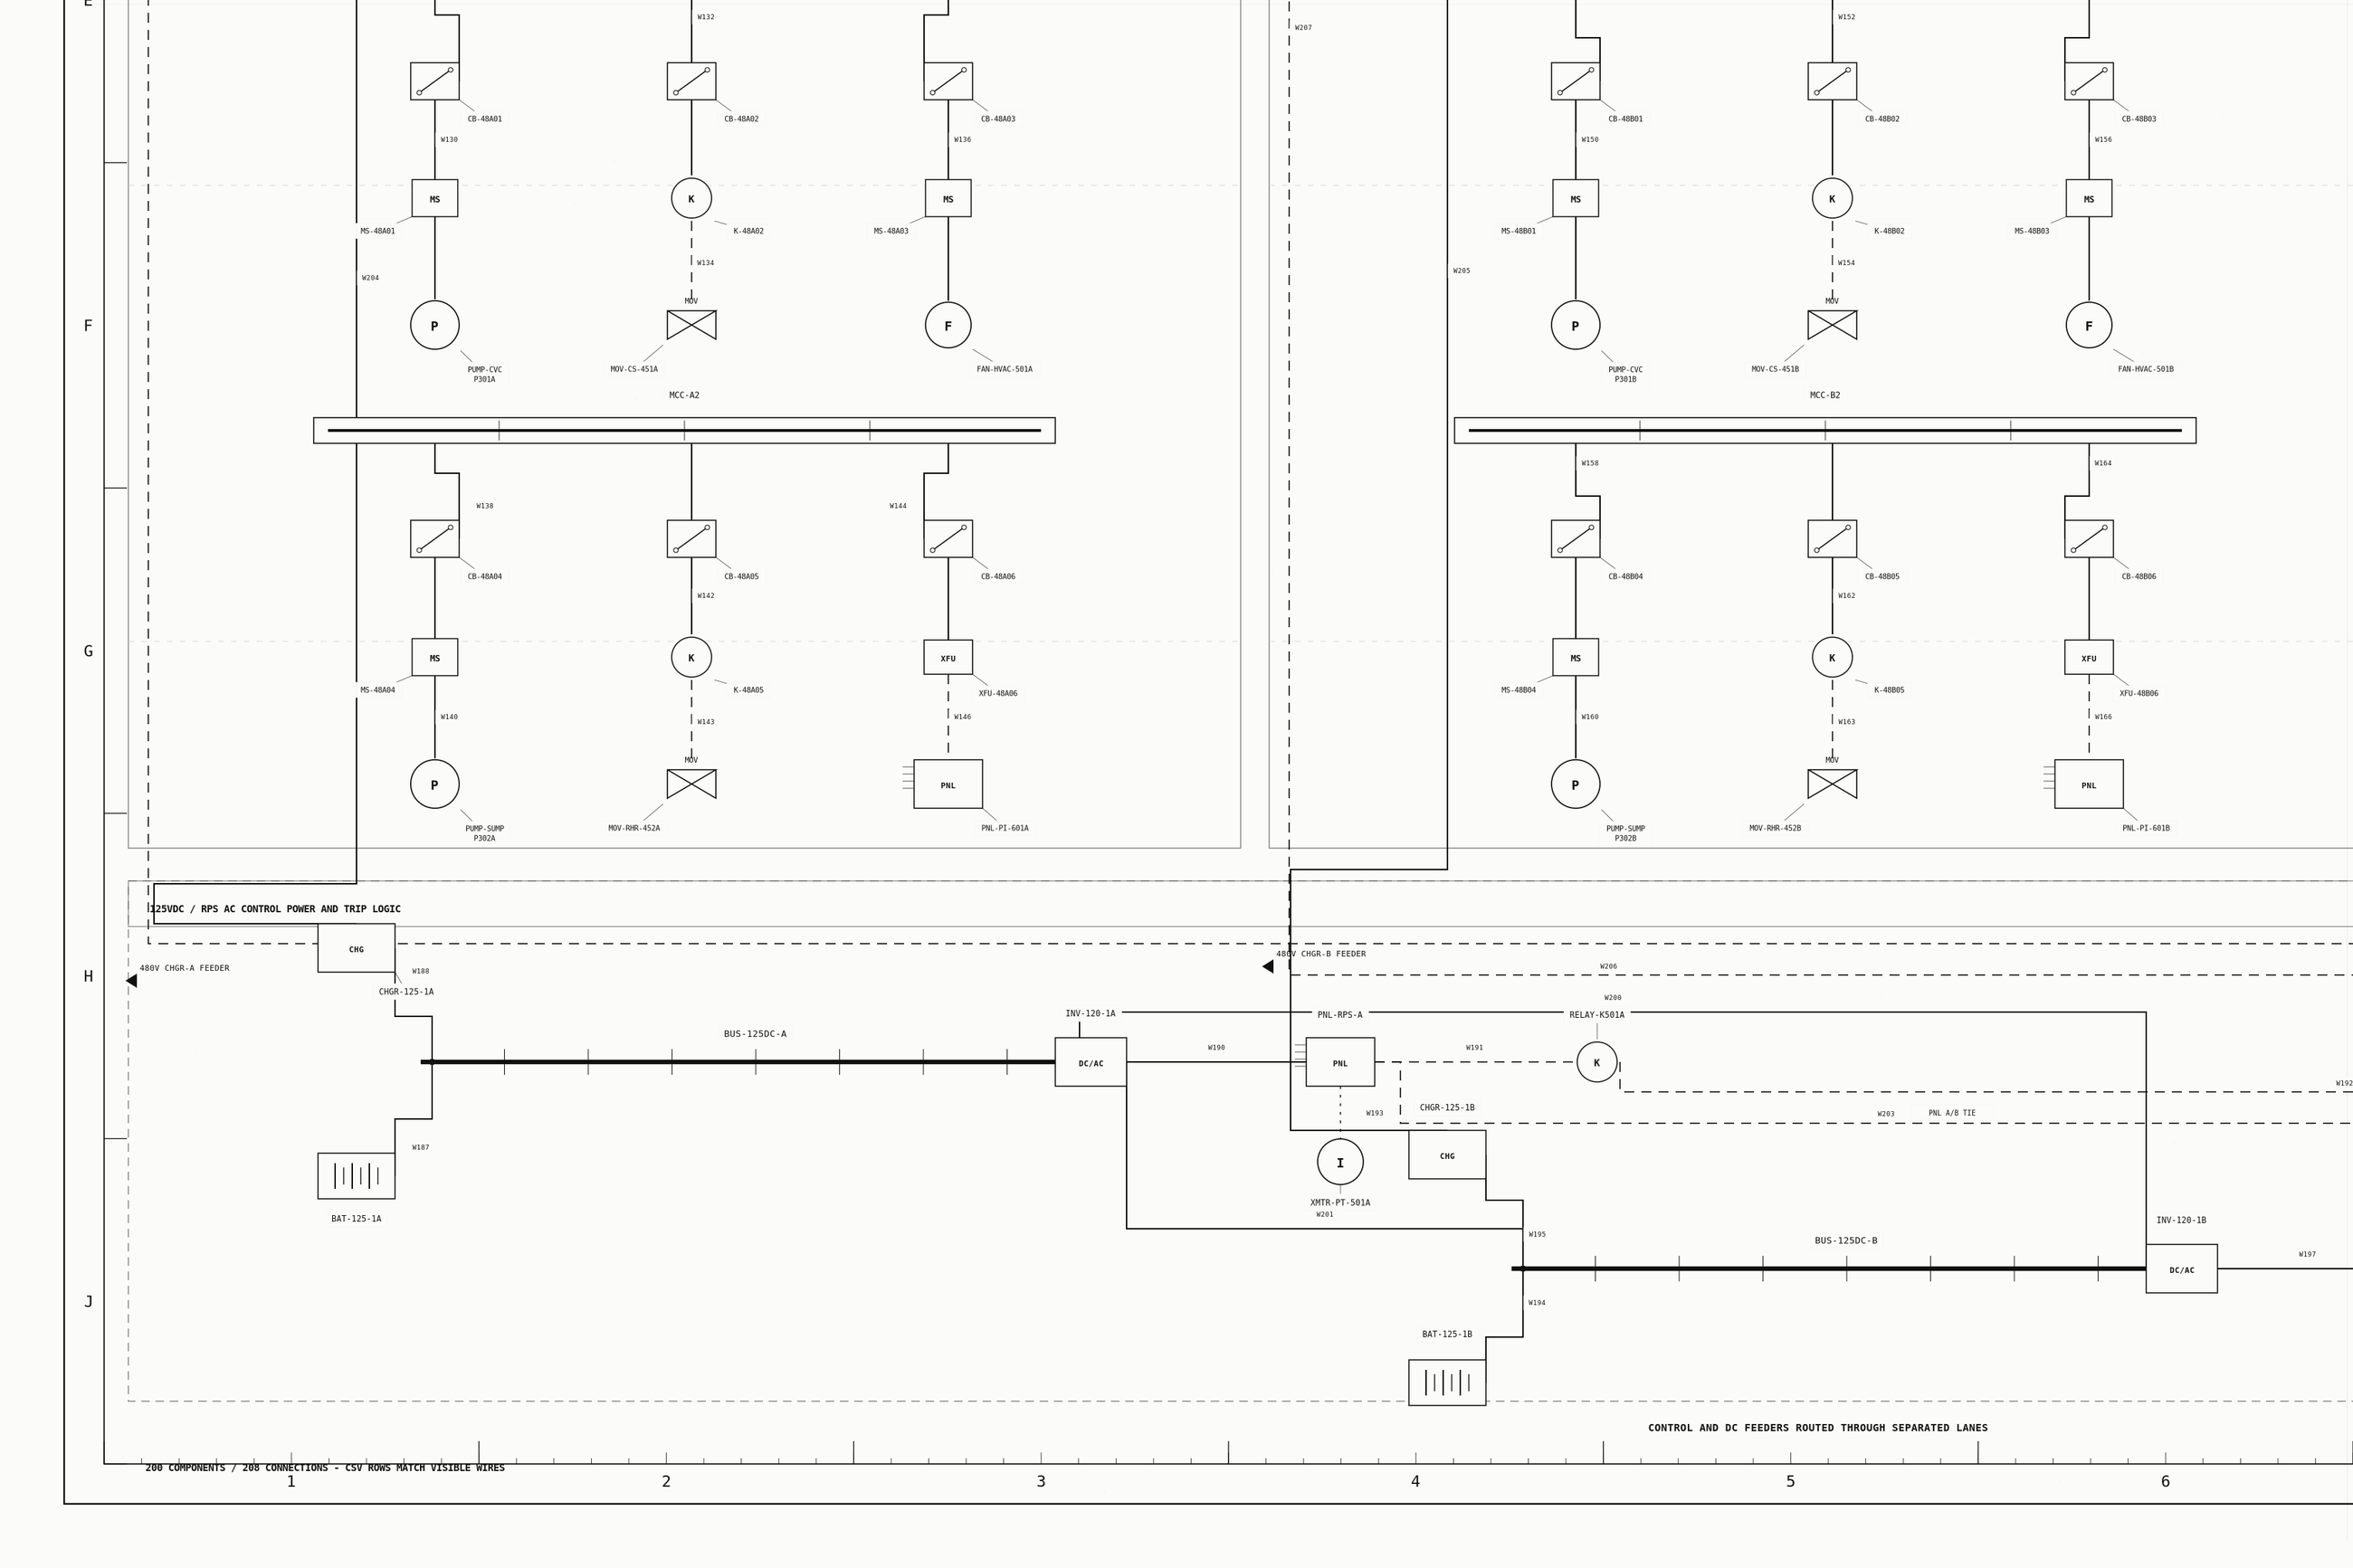 E
W132
W207
W152
CB-48A01
CB-48A02
CB-48A03
CB-48B01
CB-48B02
CB-48B03
W130
W136
W150
W156
MS
K
MS
MS
K
MS
MS-48A01
K-48A02
MS-48A03
MS-48B01
K-48B02
MS-48B03
W134
W154
W204
W205
MOV
MOV
F
P
F
P
F
PUMP-CVC
P301A
MOV-CS-451A
FAN-HVAC-501A
PUMP-CVC
P301B
MOV-CS-451B
FAN-HVAC-501B
MCC-A2
MCC-B2
W158
W164
W138
W144
CB-48A04
CB-48A05
CB-48A06
CB-48B04
CB-48B05
CB-48B06
W142
W162
G
MS
K
XFU
MS
K
XFU
MS-48A04
K-48A05
XFU-48A06
MS-48B04
K-48B05
XFU-48B06
W140
W143
W146
W160
W163
W166
MOV
MOV
P
PNL
P
PNL
PUMP-SUMP
P302A
MOV-RHR-452A
PNL-PI-601A
PUMP-SUMP
P302B
MOV-RHR-452B
PNL-PI-601B
125VDC / RPS AC CONTROL POWER AND TRIP LOGIC
CHG
480V CHGR-B FEEDER
H
480V CHGR-A FEEDER
W188
W206
CHGR-125-1A
W200
INV-120-1A
PNL-RPS-A
RELAY-K501A
BUS-125DC-A
W190
W191
DC/AC
PNL
K
W192
CHGR-125-1B
W193
W203
PNL A/B TIE
W187
CHG
I
XMTR-PT-501A
W201
BAT-125-1A
INV-120-1B
W195
BUS-125DC-B
W197
DC/AC
J
W194
BAT-125-1B
CONTROL AND DC FEEDERS ROUTED THROUGH SEPARATED LANES
200 COMPONENTS / 208 CONNECTIONS - CSV ROWS MATCH VISIBLE WIRES
1
2
3
4
5
6